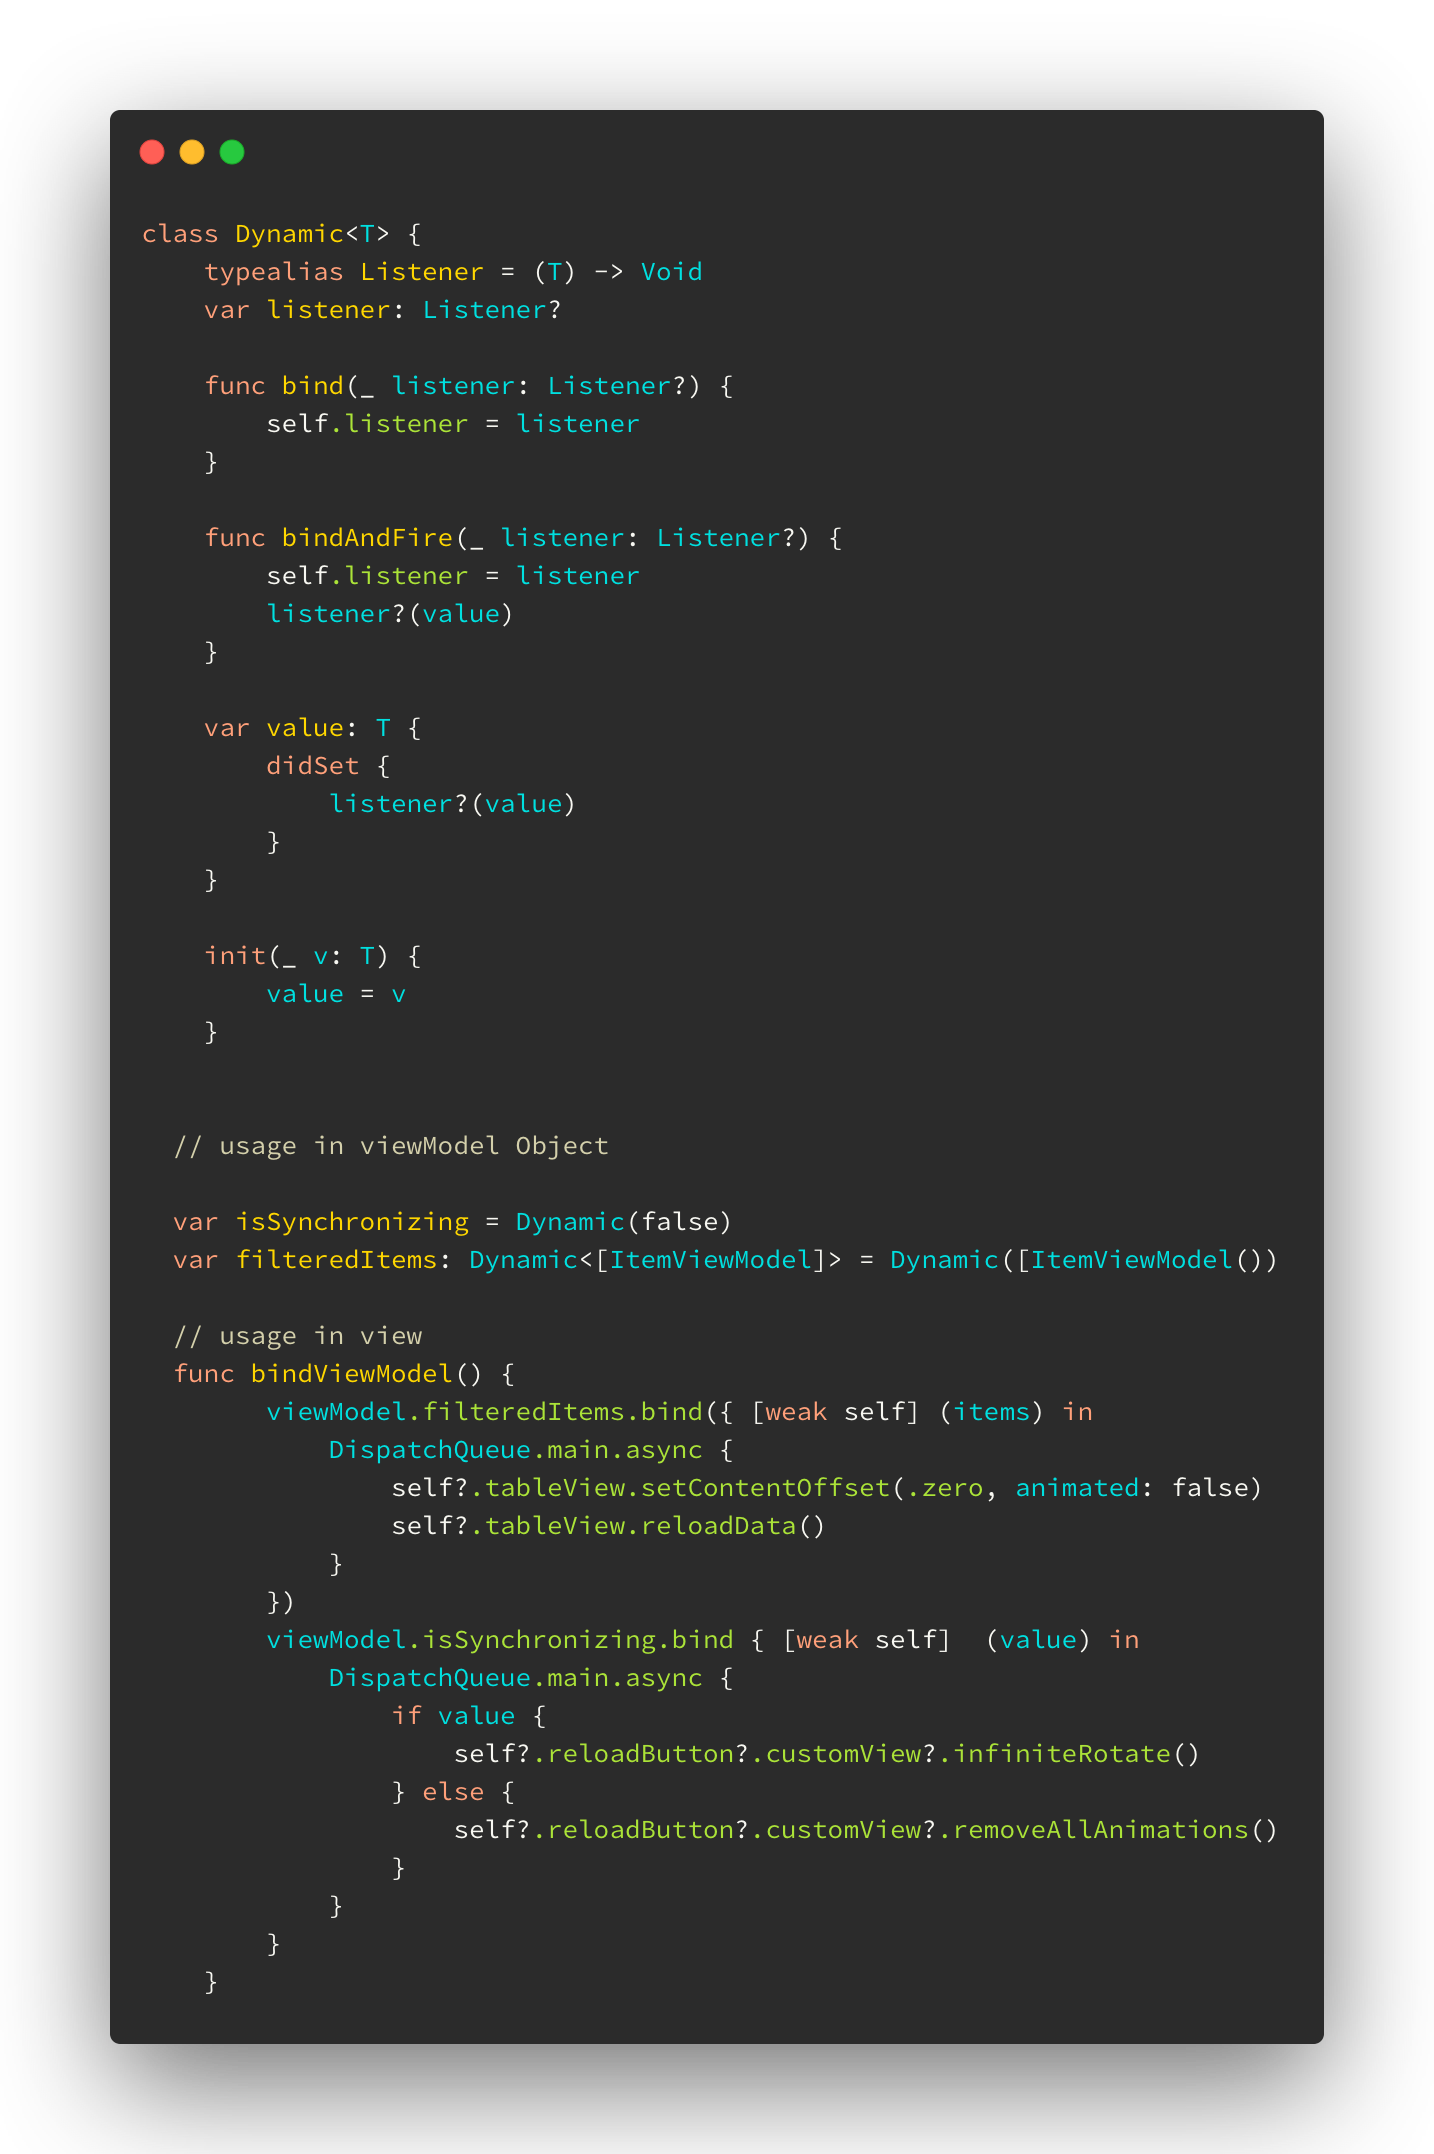 class Dynamic<T> {
    typealias Listener = (T) -> Void
    var listener: Listener?

    func bind(_ listener: Listener?) {
        self.listener = listener
    }

    func bindAndFire(_ listener: Listener?) {
        self.listener = listener
        listener?(value)
    }

    var value: T {
        didSet {
            listener?(value)
        }
    }

    init(_ v: T) {
        value = v
    }


  // usage in viewModel Object

  var isSynchronizing = Dynamic(false)
  var filteredItems: Dynamic<[ItemViewModel]> = Dynamic([ItemViewModel())

  // usage in view
  func bindViewModel() {
        viewModel.filteredItems.bind({ [weak self] (items) in
            DispatchQueue.main.async {
                self?.tableView.setContentOffset(.zero, animated: false)
                self?.tableView.reloadData()
            }
        })
        viewModel.isSynchronizing.bind { [weak self]  (value) in
            DispatchQueue.main.async {
                if value {
                    self?.reloadButton?.customView?.infiniteRotate()
                } else {
                    self?.reloadButton?.customView?.removeAllAnimations()
                }
            }
        }
    }